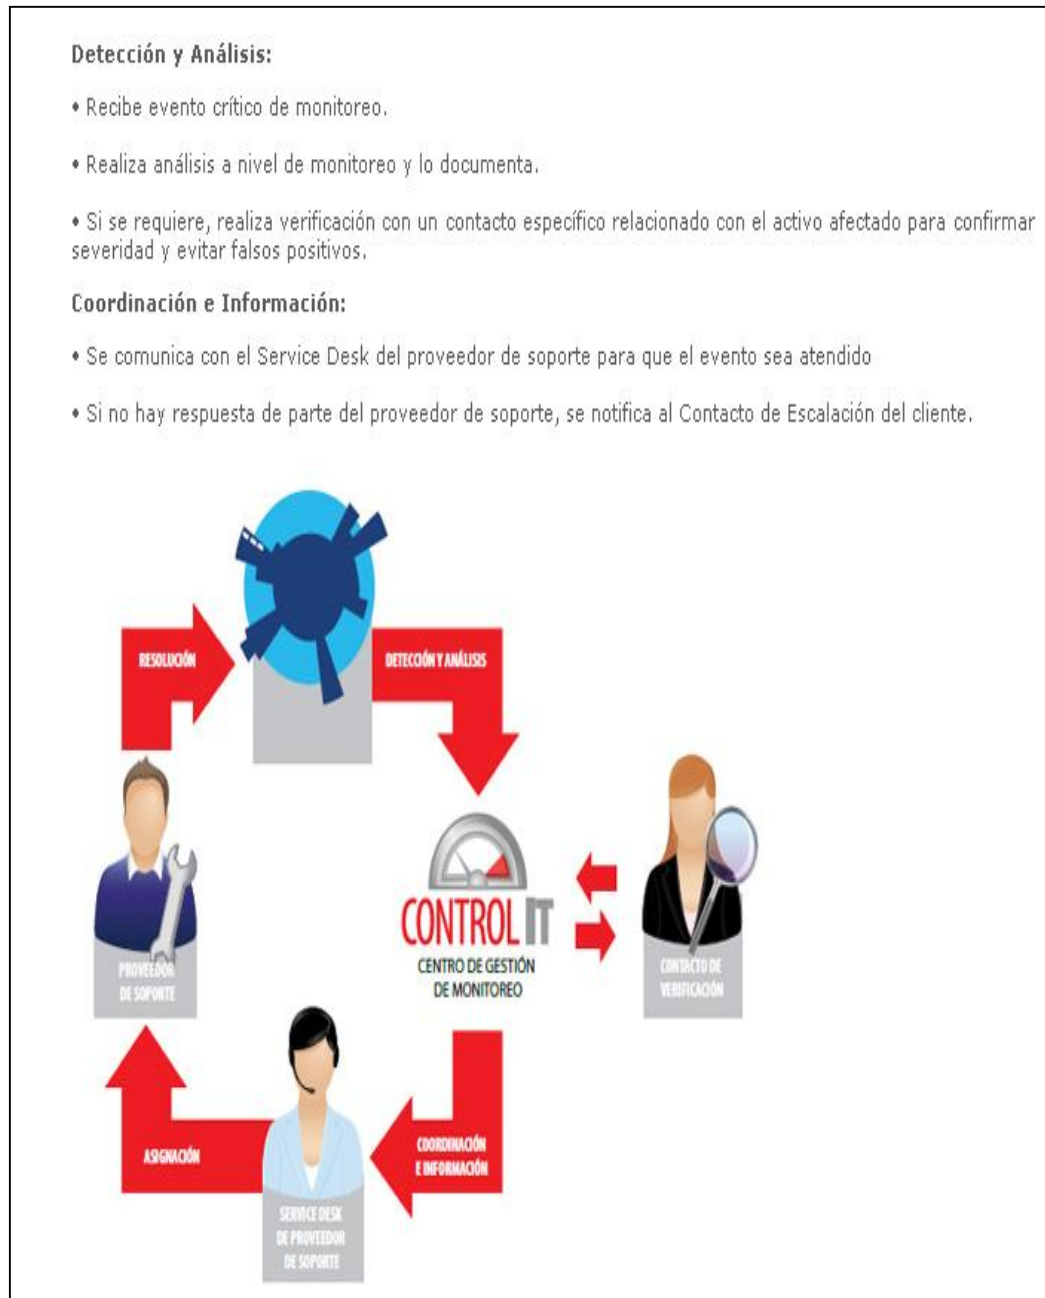 Detección y Análisis:
• Recibe evento crítico de monitoreo.
• Realiza análisis a nivel de monitoreo y lo documenta.
• Si se requiere, realiza verificación con un contacto específico relacionado con el activo afectado para confirmar
severidad y evitar falsos positivos.
Coordinación e Información:
• Se comunica con el Service Desk del proveedor de soporte para que el evento sea atendido
• Si no hay respuesta de parte del proveedor de soporte, se notifica al Contacto de Escalación del cliente.
RESOLUCIÓN
DETECCIÓN Y ANÁLISIS
CONTROL IT
CENTRO DE GESTIÓN
DE MONITOREO
CONTACTO DE
VERIFICACIÓN
PROVEEDOR
DE SOPORTE
ASIGNACIÓN
COORDINACIÓN
E INFORMACIÓN
SERVICE DESK
DE PROVEEDOR
DE SOPORTE